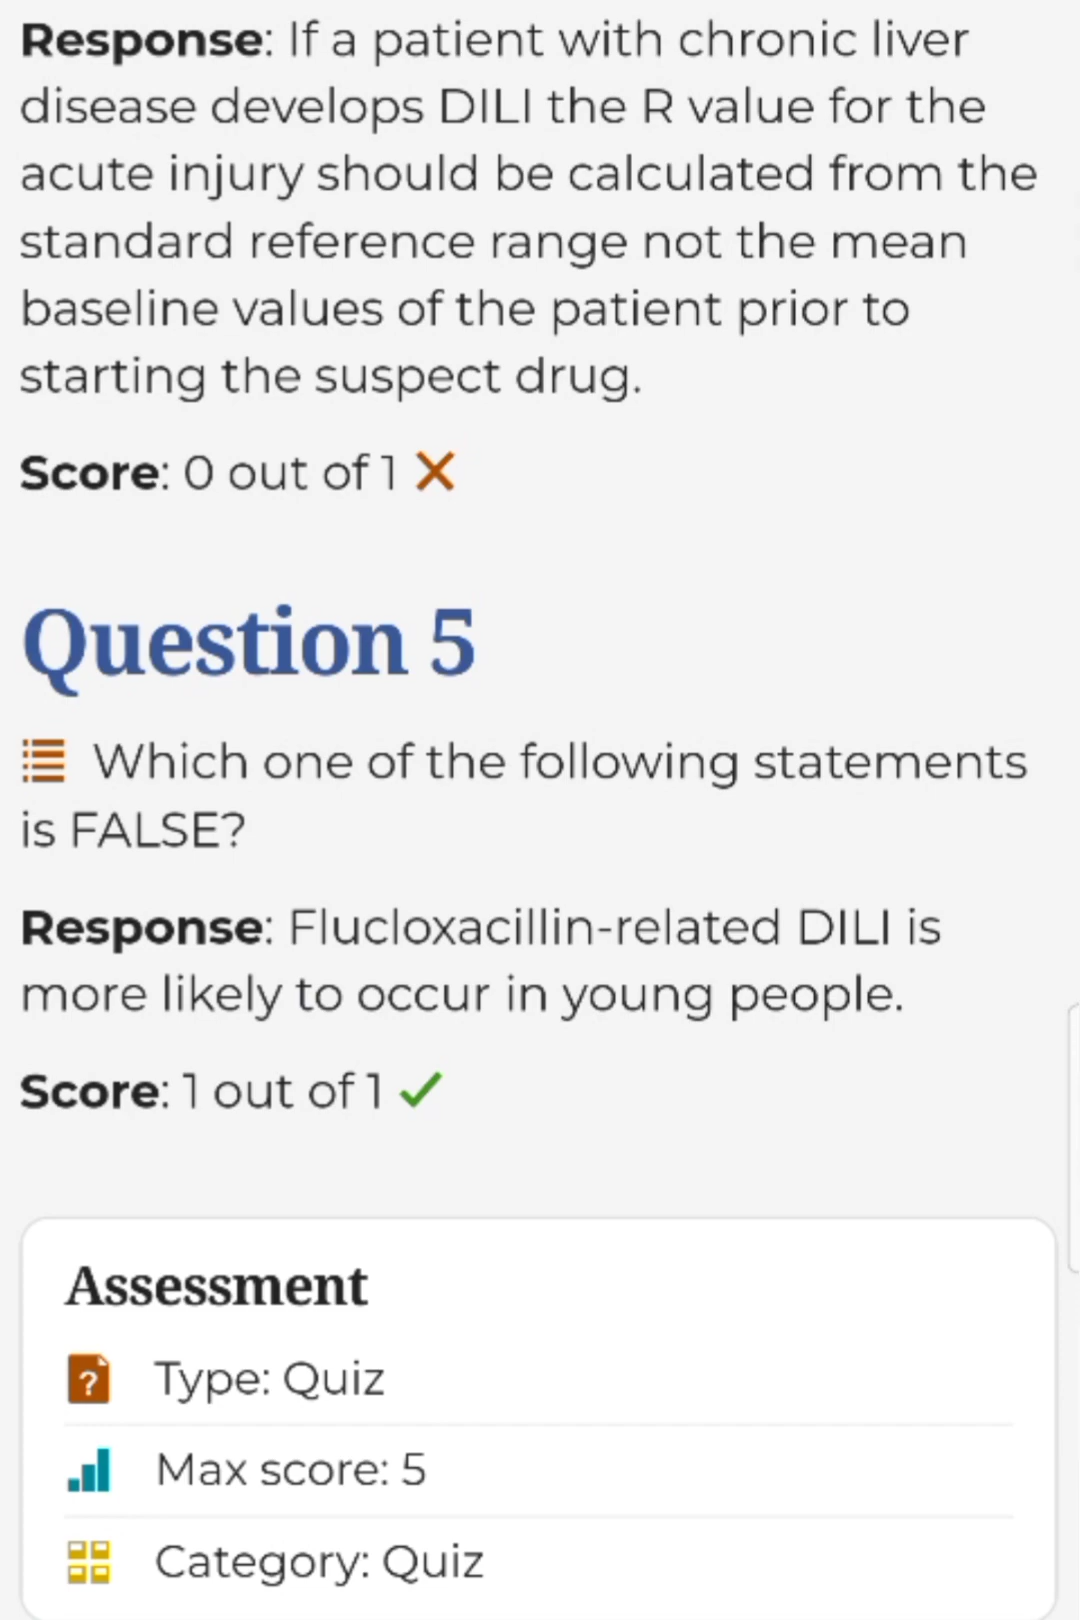 Response: If a patient with chronic liver
disease develops DILI the R value for the
acute injury should be calculated from the
standard reference range not the mean
baseline values of the patient prior to
starting the suspect drug.
Score: 0 out of 1
Question 5
Which one of the following statements
is FALSE?
Response: Flucloxacillin-related DILI is
more likely to occur in young people.
Score: 1 out of 1
Assessment
Type: Quiz
Max score: 5
Category: Quiz